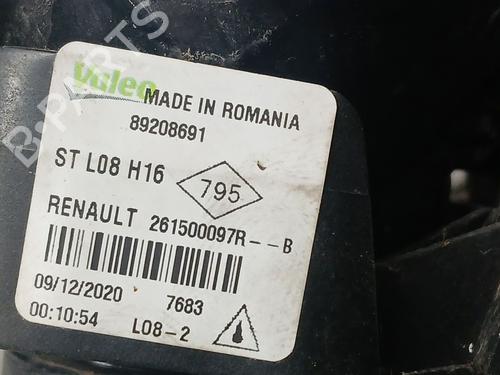 Valeo
MADE IN ROMANIA
89208691
ST L08 H16
795
RENAULT 261500097R--B
09/12/2020 7683
00:10:54 L08-2
B-PARTS